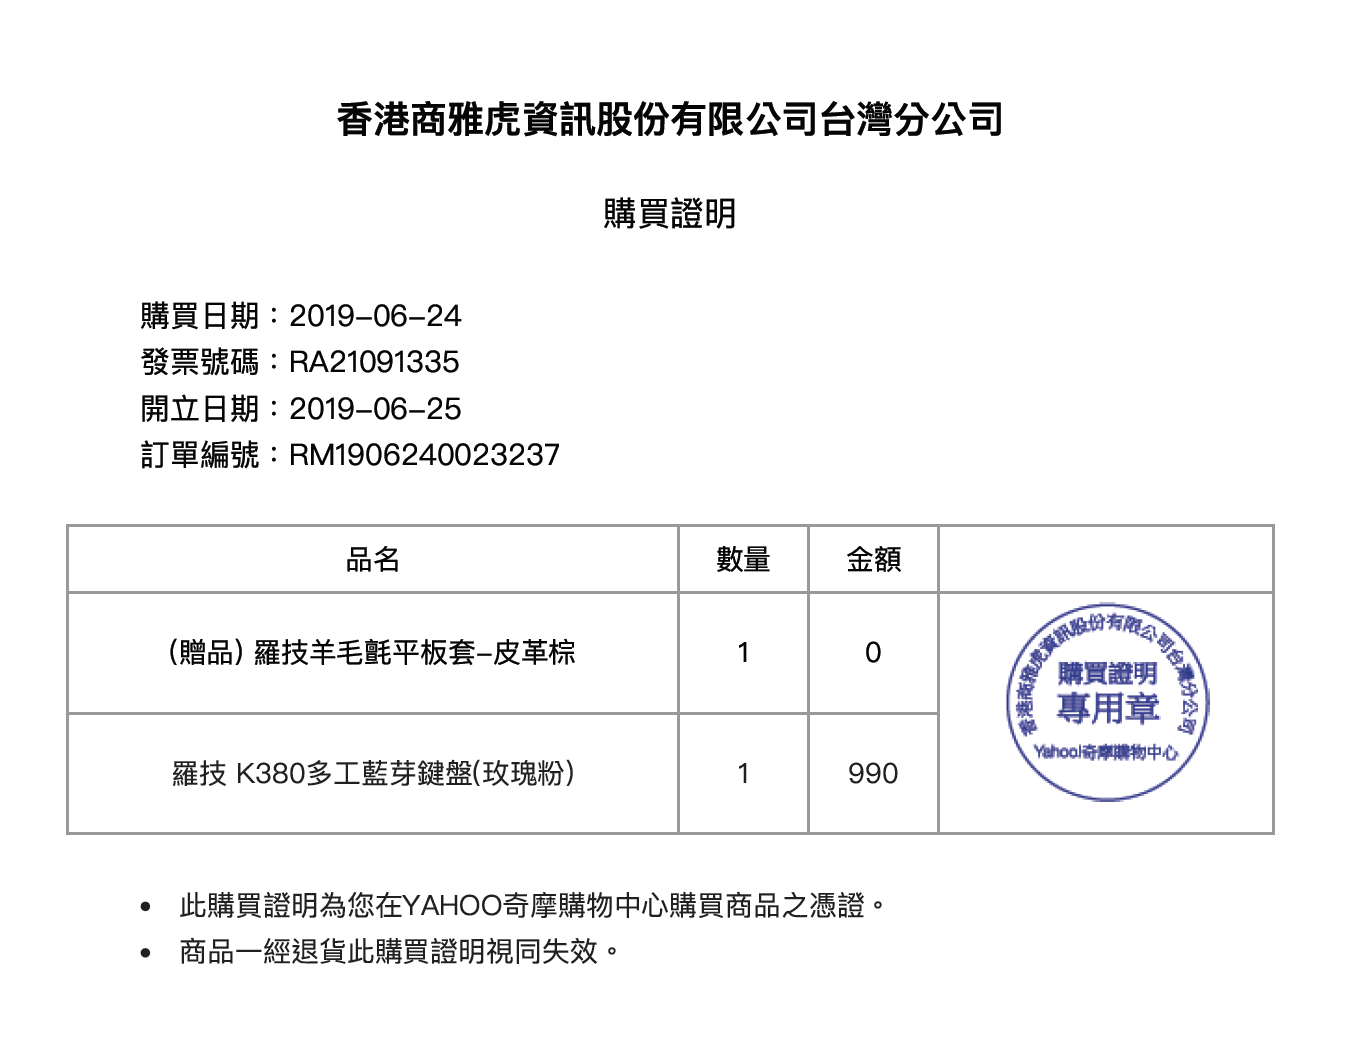 香港商雅虎資訊股份有限公司台灣分公司
購買證明
購買日期：2019-06-24
發票號碼：RA21091335
開立日期：2019-06-25
訂單編號：RM1906240023237
品名 數量 金額
（贈品）羅技羊毛氈平板套-皮革棕 1 0
羅技 K380多工藍芽鍵盤(玫瑰粉) 1 990
香港商雅虎資訊股份有限公司台灣分公司
購買證明
專用章
Yahoo!奇摩購物中心
• 此購買證明為您在YAHOO奇摩購物中心購買商品之憑證。
• 商品一經退貨此購買證明視同失效。